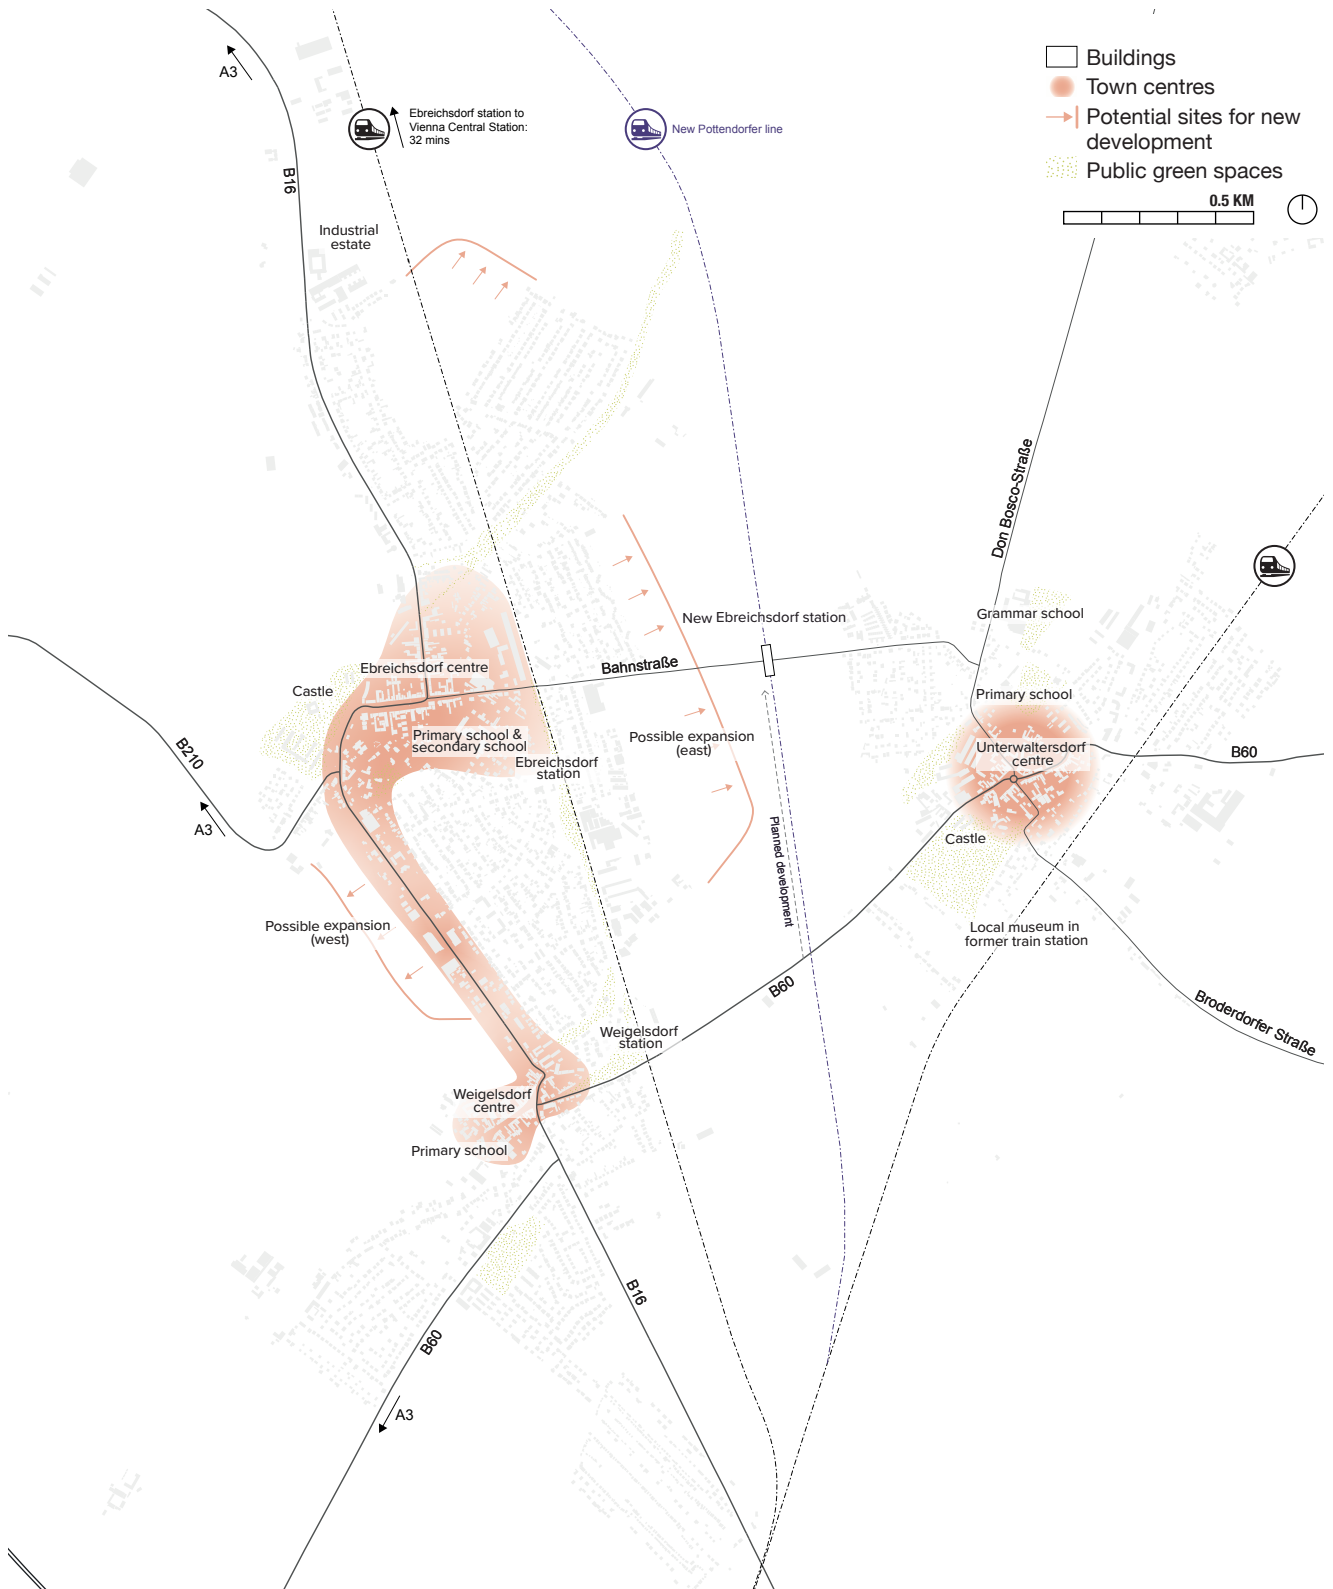 Buildings
Town centres
Potential sites for new
development
Public green spaces
0.5 KM
A3
Ebreichsdorf station to
Vienna Central Station:
32 mins
New Pottendorfer line
B16
Industrial
estate
Don Bosco-Straße
Grammar school
New Ebreichsdorf station
Bahnstraße
Ebreichsdorf centre
Castle
Primary school
Primary school &
secondary school
Ebreichsdorf
station
Possible expansion
(east)
Unterwaltersdorf
centre
B60
B210
A3
Castle
Planned development
Possible expansion
(west)
Local museum in
former train station
B60
Broderdorfer Straße
Weigelsdorf
station
Weigelsdorf
centre
Primary school
B16
B60
A3